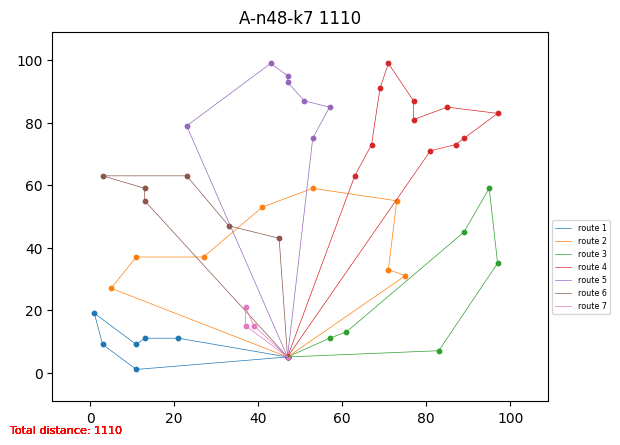 A-n48-k7 1110
100
80
60
40
20
0
0 20 40 60 80 100
route 1
route 2
route 3
route 4
route 5
route 6
route 7
Total distance: 1110